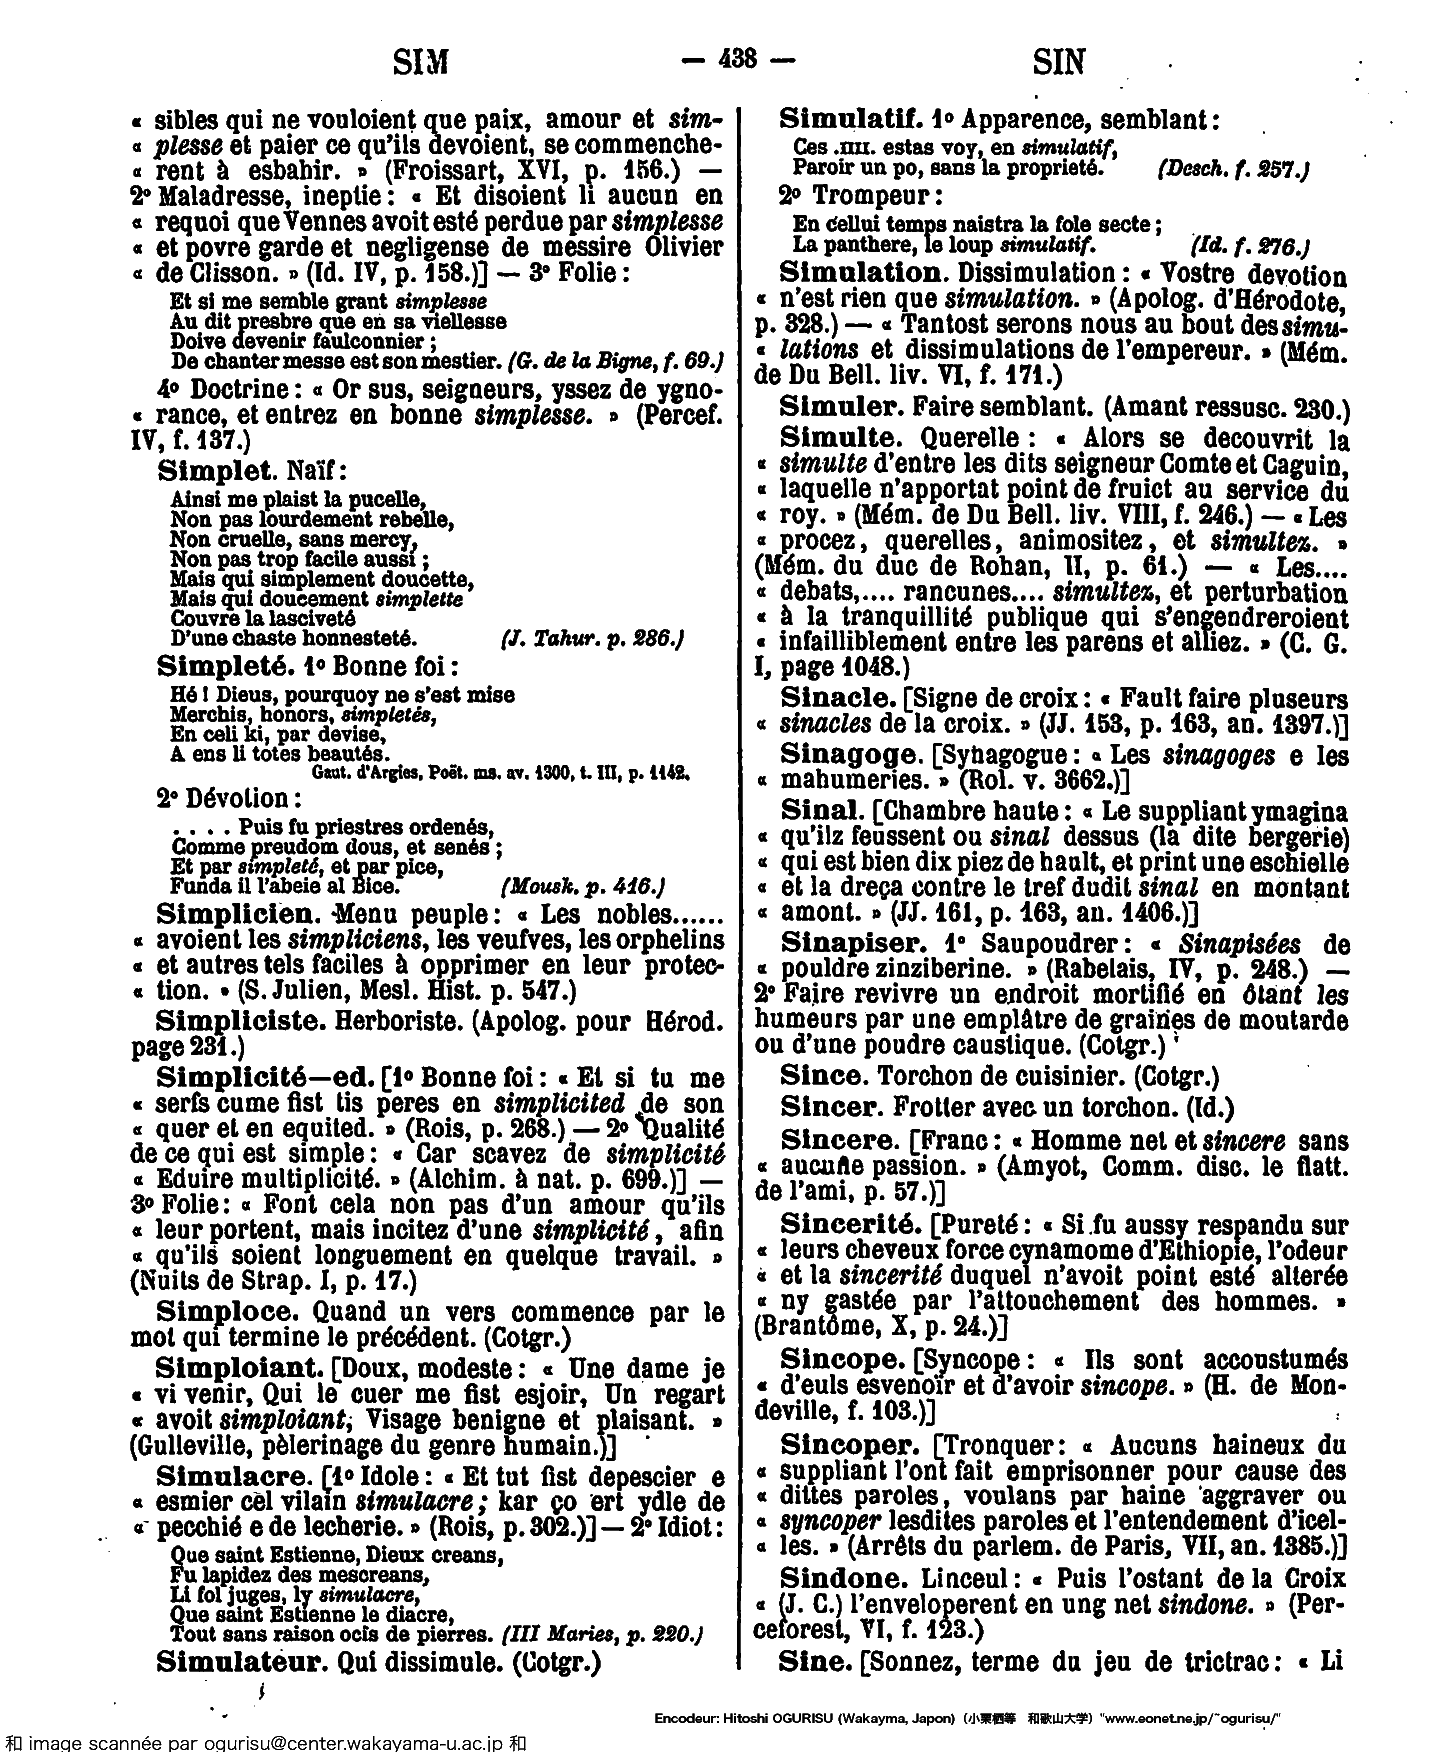 SIM — 438 — SIN
« sibles qui ne vouloient que paix, amour et sim-
« plesse et paier ce qu'ils devoient, se commenche-
« rent à esbahir. » (Froissart, XVI, p. 156.) —
2º Maladresse, ineptie : « Et disoient li aucun en
« requoi que Vennes avoit esté perdue par simplesse
« et povre garde et negligense de messire Olivier
« de Clisson. » (Id. IV, p. 158.)] — 3º Folie :
Et si me semble grant simplesse
Au dit presbre que en sa viellesse
Doive devenir faulconnier ;
De chanter messe est son mestier. (G. de la Bigne, f. 69.)
4º Doctrine : « Or sus, seigneurs, yssez de ygno-
« rance, et entrez en bonne simplesse. » (Percef.
IV, f. 137.)
Simplet. Naïf :
Ainsi me plaist la pucelle,
Non pas lourdement rebelle,
Non cruelle, sans mercy,
Non pas trop facile aussi ;
Mais qui simplement doucette,
Mais qui doucement simplette
Couvre la lasciveté
D'une chaste honnesteté. (J. Tahur. p. 286.)
Simpleté. 1º Bonne foi :
Hé ! Dieus, pourquoy ne s'est mise
Merchis, honors, simpletés,
En celi ki, par devise,
A ens li totes beautés.
Gaut. d'Argies, Poët. ms. av. 1300, t. III, p. 1142.
2º Dévotion :
. . . . Puis fu priestres ordenés,
Comme preudom dous, et senés ;
Et par simpleté, et par pice,
Funda il l'abeie al Bice. (Mousk. p. 416.)
Simplicien. Menu peuple : « Les nobles......
« avoient les simpliciens, les veufves, les orphelins
« et autres tels faciles à opprimer en leur protec-
« tion. » (S. Julien, Mesl. Hist. p. 547.)
Simpliciste. Herboriste. (Apolog. pour Hérod.
page 231.)
Simplicité—ed. [1º Bonne foi : « Et si tu me
« serfs cume fist tis peres en simplicited de son
« quer et en equited. » (Rois, p. 268.) — 2º Qualité
de ce qui est simple : « Car scavez de simplicité
« Eduire multiplicité. » (Alchim. à nat. p. 699.)] —
3º Folie : « Font cela non pas d'un amour qu'ils
« leur portent, mais incitez d'une simplicité, afin
« qu'ils soient longuement en quelque travail. »
(Nuits de Strap. I, p. 17.)
Simploce. Quand un vers commence par le
mot qui termine le précédent. (Cotgr.)
Simploiant. [Doux, modeste : « Une dame je
« vi venir, Qui le cuer me fist esjoir, Un regart
« avoit simploiant, Visage benigne et plaisant. »
(Gulleville, pèlerinage du genre humain.)]
Simulacre. [1º Idole : « Et tut fist depescier e
« esmier cel vilain simulacre ; kar ço ert ydle de
« pecchié e de lecherie. » (Rois, p. 302.)] — 2º Idiot :
Que saint Estienne, Dieux creans,
Fu lapidez des mescreans,
Li fol juges, ly simulacre,
Que saint Estienne le diacre,
Tout sans raison ocis de pierres. (III Maries, p. 220.)
Simulateur. Qui dissimule. (Cotgr.)
Simulatif. 1º Apparence, semblant :
Ces .IIII. estas voy, en simulatif,
Paroir un po, sans la proprieté. (Desch. f. 257.)
2º Trompeur :
En cellui temps naistra la fole secte ;
La panthere, le loup simulatif. (Id. f. 276.)
Simulation. Dissimulation : « Vostre devotion
« n'est rien que simulation. » (Apolog. d'Hérodote,
p. 328.) — « Tantost serons nous au bout des simu-
« lations et dissimulations de l'empereur. » (Mém.
de Du Bell. liv. VI, f. 171.)
Simuler. Faire semblant. (Amant ressusc. 230.)
Simulte. Querelle : « Alors se decouvrit la
« simulte d'entre les dits seigneur Comte et Caguin,
« laquelle n'apportat point de fruict au service du
« roy. » (Mém. de Du Bell. liv. VIII, f. 246.) — « Les
« procez, querelles, animositez, et simultez. »
(Mém. du duc de Rohan, II, p. 61.) — « Les....
« debats,.... rancunes.... simultez, et perturbation
« à la tranquillité publique qui s'engendreroient
« infailliblement entre les parens et alliez. » (C. G.
I, page 1048.)
Sinacle. [Signe de croix : « Fault faire pluseurs
« sinacles de la croix. » (JJ. 153, p. 163, an. 1397.)]
Sinagoge. [Synagogue : « Les sinagoges e les
« mahumeries. » (Rol. v. 3662.)]
Sinal. [Chambre haute : « Le suppliant ymagina
« qu'ilz feussent ou sinal dessus (la dite bergerie)
« qui est bien dix piez de hault, et print une eschielle
« et la dreça contre le tref dudit sinal en montant
« amont. » (JJ. 161, p. 163, an. 1406.)]
Sinapiser. 1º Saupoudrer : « Sinapisées de
« pouldre zinziberine. » (Rabelais, IV, p. 248.) —
2º Faire revivre un endroit mortifié en ôtant les
humeurs par une emplâtre de graines de moutarde
ou d'une poudre caustique. (Cotgr.)
Since. Torchon de cuisinier. (Cotgr.)
Sincer. Frotter avec un torchon. (Id.)
Sincere. [Franc : « Homme net et sincere sans
« aucune passion. » (Amyot, Comm. disc. le flatt.
de l'ami, p. 57.)]
Sincerité. [Pureté : « Si fu aussy respandu sur
« leurs cheveux force cynamome d'Ethiopie, l'odeur
« et la sincerité duquel n'avoit point esté alterée
« ny gastée par l'attouchement des hommes. »
(Brantôme, X, p. 24.)]
Sincope. [Syncope : « Ils sont accoustumés
« d'euls esvenoïr et d'avoir sincope. » (H. de Mon-
deville, f. 103.)]
Sincoper. [Tronquer : « Aucuns haineux du
« suppliant l'ont fait emprisonner pour cause des
« dittes paroles, voulans par haine aggraver ou
« syncoper lesdites paroles et l'entendement d'icel-
« les. » (Arrêts du parlem. de Paris, VII, an. 1385.)]
Sindone. Linceul : « Puis l'ostant de la Croix
« (J. C.) l'enveloperent en ung net sindone. » (Per-
ceforest, VI, f. 123.)
Sine. [Sonnez, terme du jeu de trictrac : « Li
Encodeur: Hitoshi OGURISU (Wakayma, Japon)（小栗栖等 和歌山大学）"www.eonet.ne.jp/~ogurisu/"
和 image scannée par ogurisu@center.wakayama-u.ac.jp 和